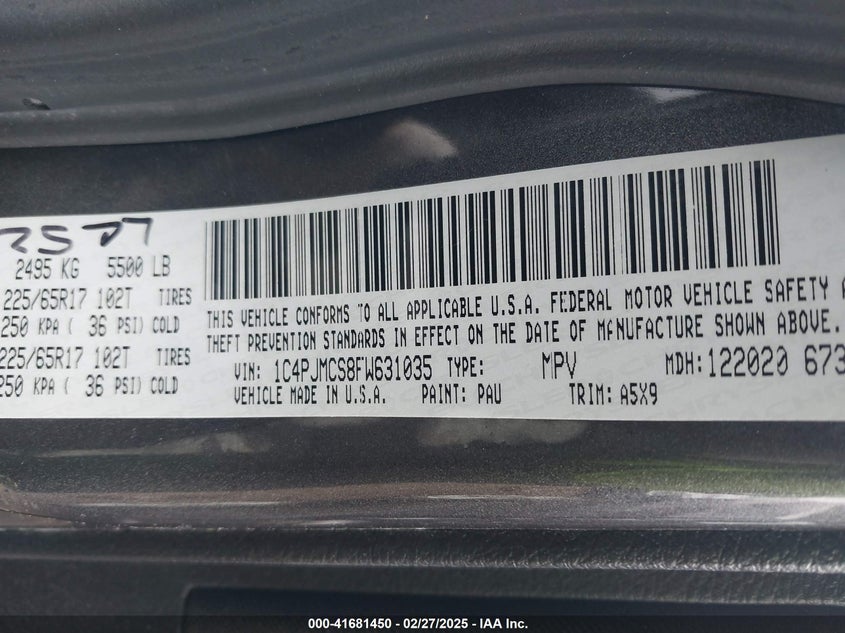 2507
2495 KG 5500 LB
225/65R17 102T TIRES
250 KPA ( 36 PSI) COLD
225/65R17 102T TIRES
250 KPA ( 36 PSI) COLD
THIS VEHICLE CONFORMS TO ALL APPLICABLE U.S.A. FEDERAL MOTOR VEHICLE SAFETY A
THEFT PREVENTION STANDARDS IN EFFECT ON THE DATE OF MANUFACTURE SHOWN ABOVE.
VIN: 1C4PJMCS8FW631035 TYPE: MPV MDH: 122020 673
VEHICLE MADE IN U.S.A. PAINT: PAU TRIM: A5X9
000-41681450 - 02/27/2025 - IAA Inc.